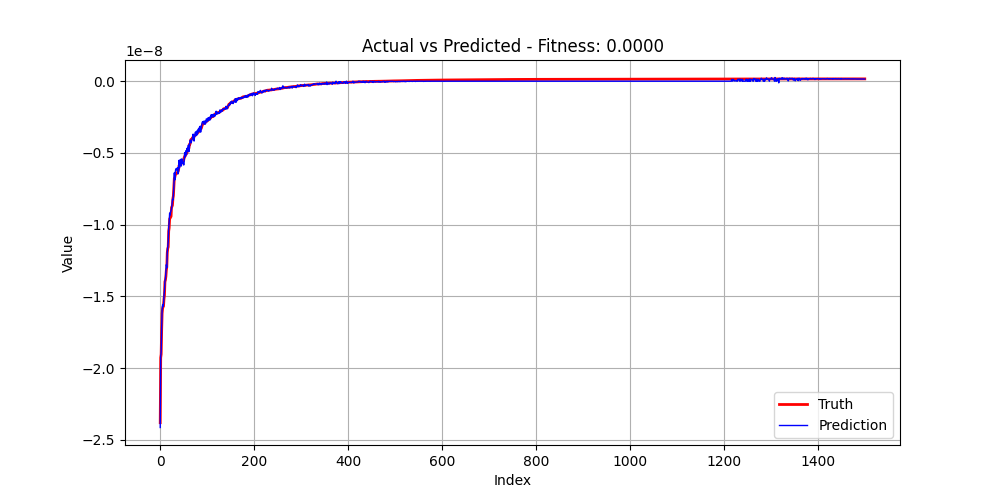 Actual vs Predicted - Fitness: 0.0000
1e−8
0.0
−0.5
−1.0
−1.5
−2.0
−2.5
Value
0 200 400 600 800 1000 1200 1400
Index
Truth
Prediction